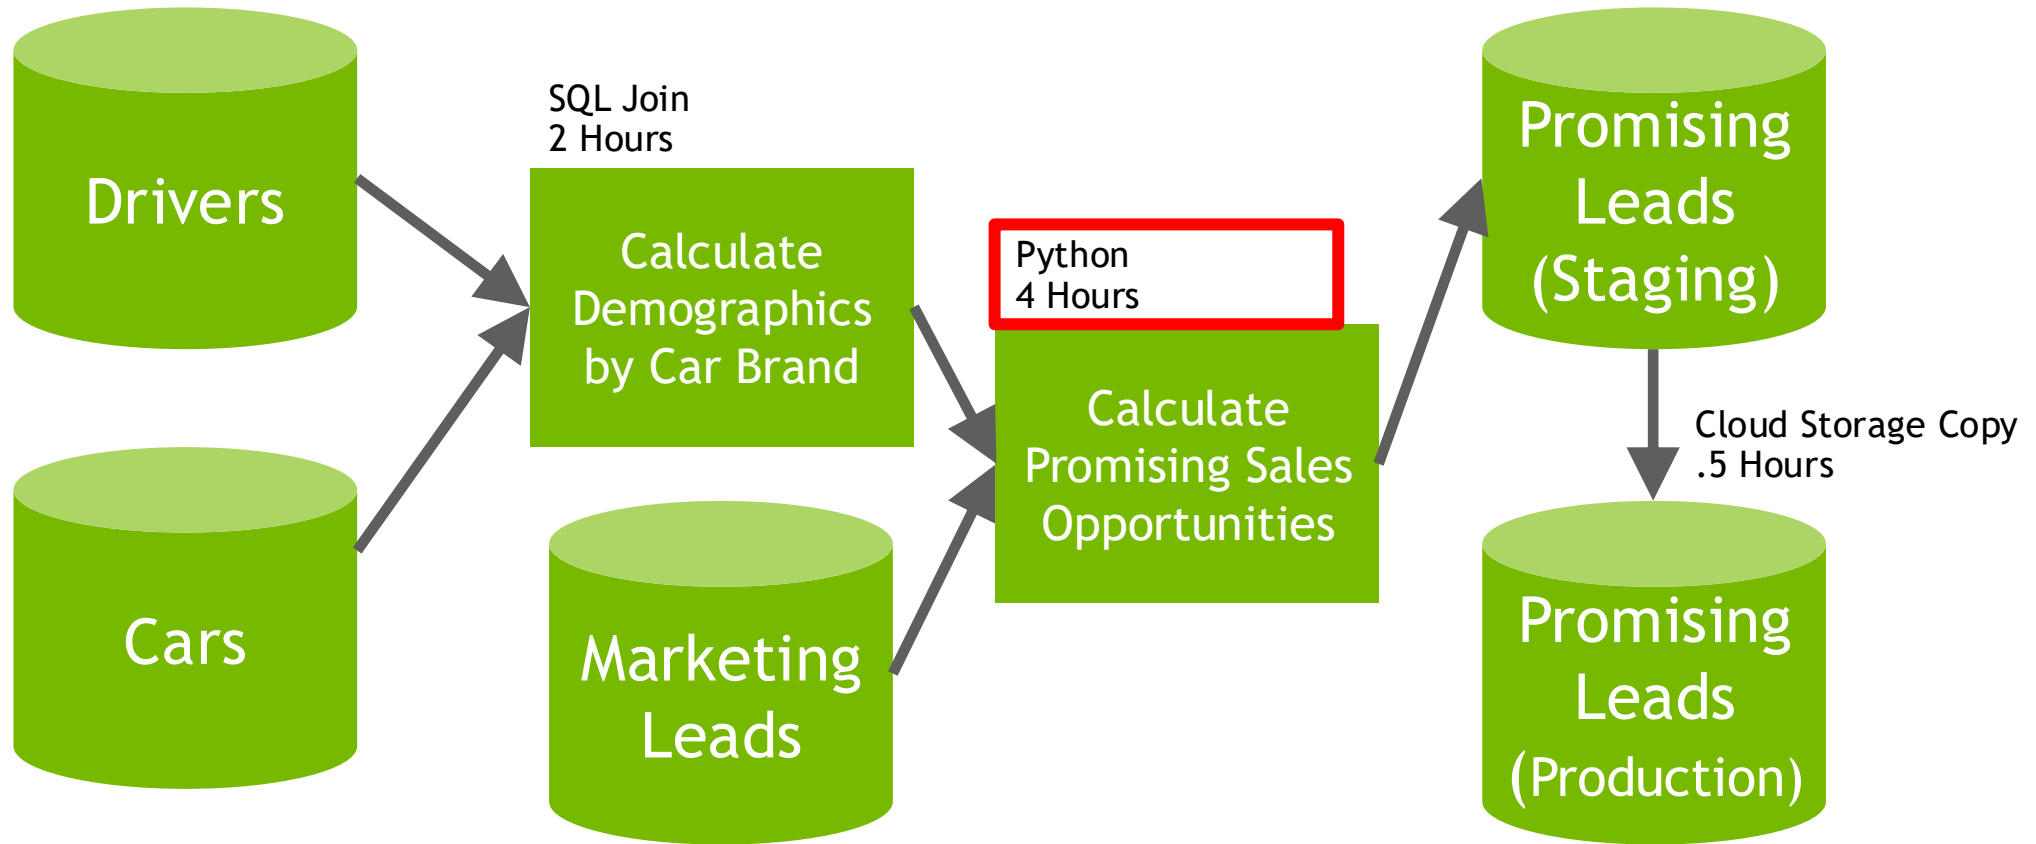 Drivers
Cars
SQL Join
2 Hours
Calculate
Demographics
by Car Brand
Marketing
Leads
Python
4 Hours
Calculate
Promising Sales
Opportunities
Promising
Leads
(Staging)
Cloud Storage Copy
.5 Hours
Promising
Leads
(Production)